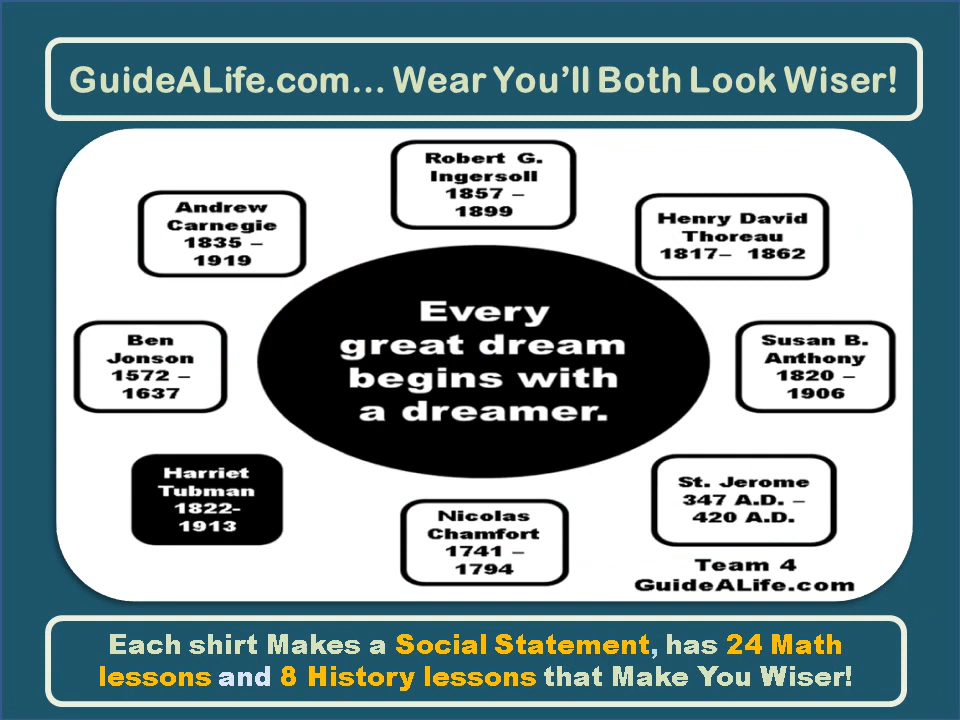 GuideALife.com... Wear You'll Both Look Wiser!
Robert G.
Ingersoll
1857 –
1899
Andrew
Carnegie
1835 –
1919
Henry David
Thoreau
1817– 1862
Every
great dream
begins with
a dreamer.
Ben
Jonson
1572 –
1637
Susan B.
Anthony
1820 –
1906
Harriet
Tubman
1822-
1913
Nicolas
Chamfort
1741 –
1794
St. Jerome
347 A.D. –
420 A.D.
Team 4
GuideALife.com
Each shirt Makes a Social Statement, has 24 Math
lessons and 8 History lessons that Make You Wiser!